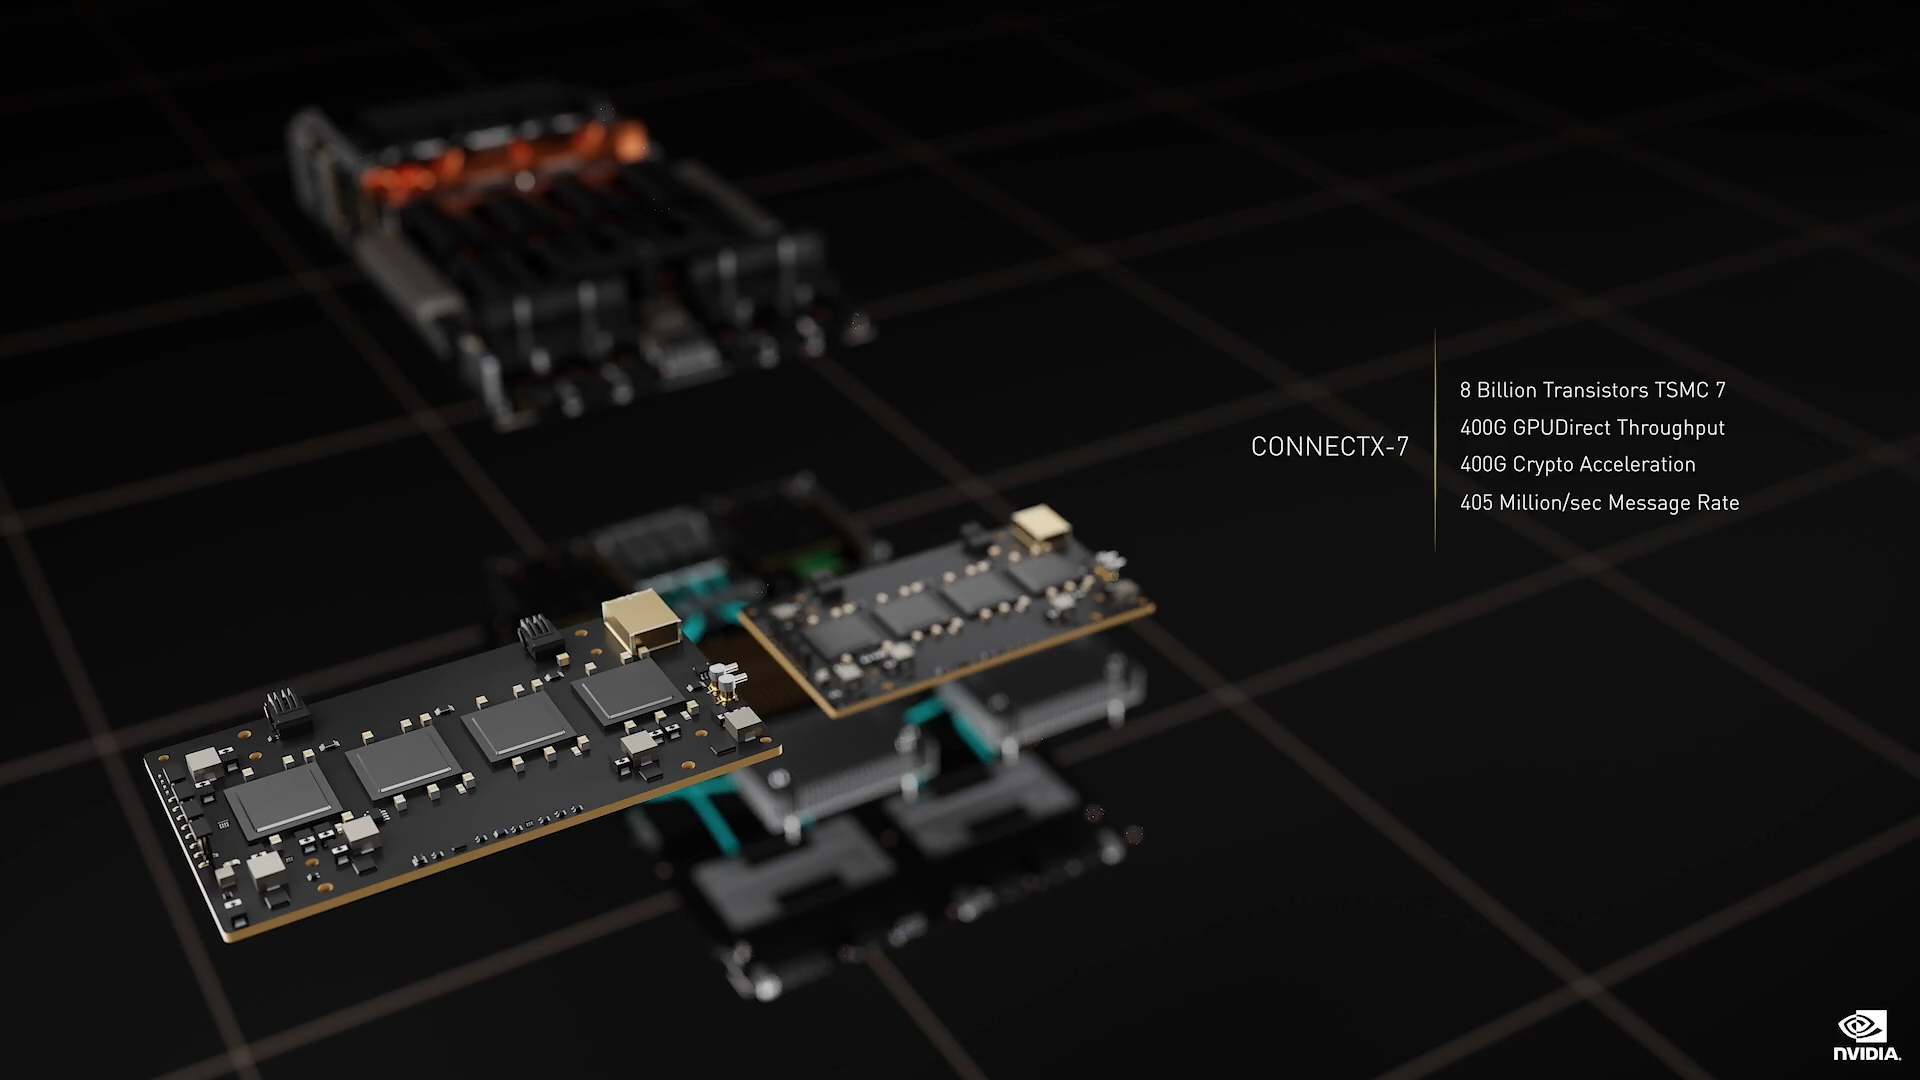 CONNECTX-7
8 Billion Transistors TSMC 7
400G GPUDirect Throughput
400G Crypto Acceleration
405 Million/sec Message Rate
NVIDIA.